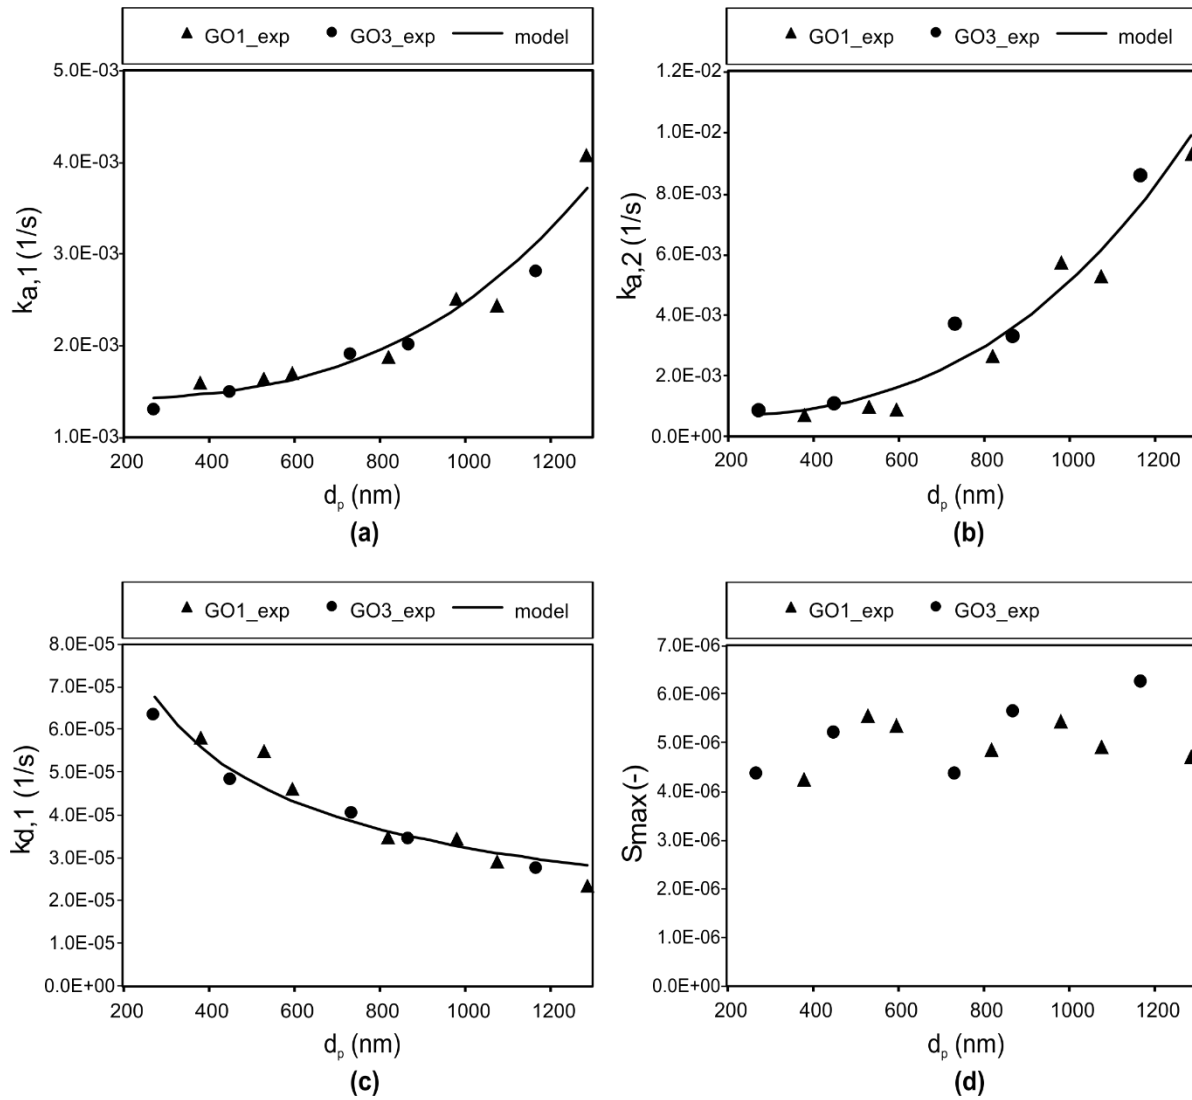 GO1_exp GO3_exp model
5.0E-03
4.0E-03
3.0E-03
2.0E-03
1.0E-03
ka,1 (1/s)
200 400 600 800 1000 1200
dp (nm)
(a)
GO1_exp GO3_exp model
1.2E-02
1.0E-02
8.0E-03
6.0E-03
4.0E-03
2.0E-03
0.0E+00
ka,2 (1/s)
200 400 600 800 1000 1200
dp (nm)
(b)
GO1_exp GO3_exp model
8.0E-05
7.0E-05
6.0E-05
5.0E-05
4.0E-05
3.0E-05
2.0E-05
1.0E-05
0.0E+00
kd,1 (1/s)
200 400 600 800 1000 1200
dp (nm)
(c)
GO1_exp GO3_exp
7.0E-06
6.0E-06
5.0E-06
4.0E-06
3.0E-06
2.0E-06
1.0E-06
0.0E+00
Smax (-)
200 400 600 800 1000 1200
dp (nm)
(d)